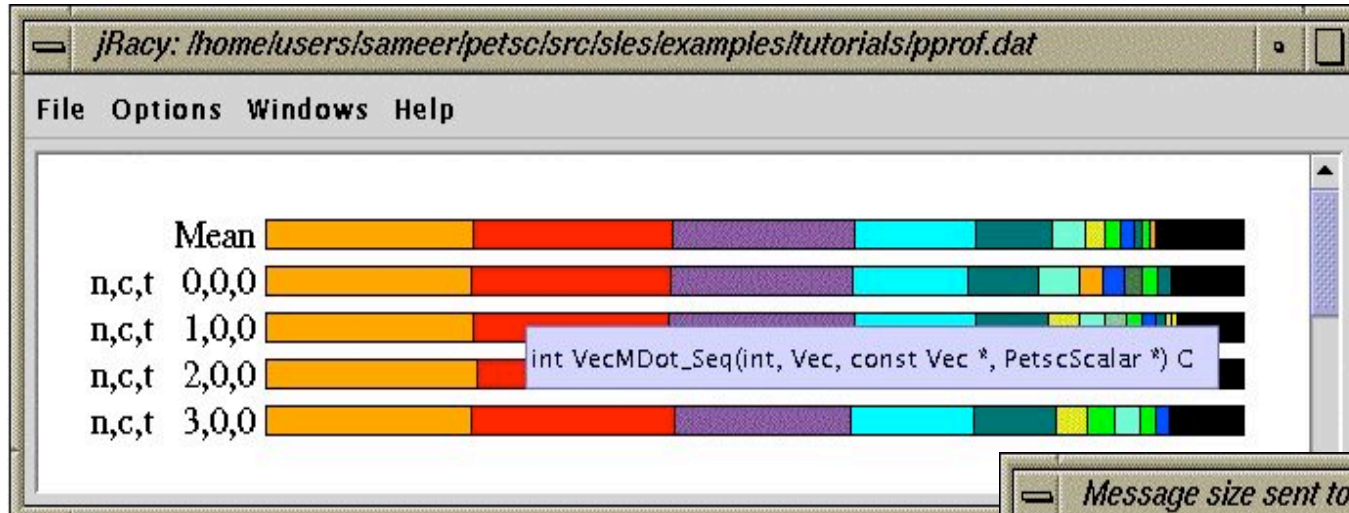 jRacy: /home/users/sameer/petsc/src/sles/examples/tutorials/pprof.dat
File Options Windows Help
Mean
n,c,t 0,0,0
n,c,t 1,0,0
int VecMDot_Seq(int, Vec, const Vec *, PetscScalar *) C
n,c,t 2,0,0
n,c,t 3,0,0
Message size sent to